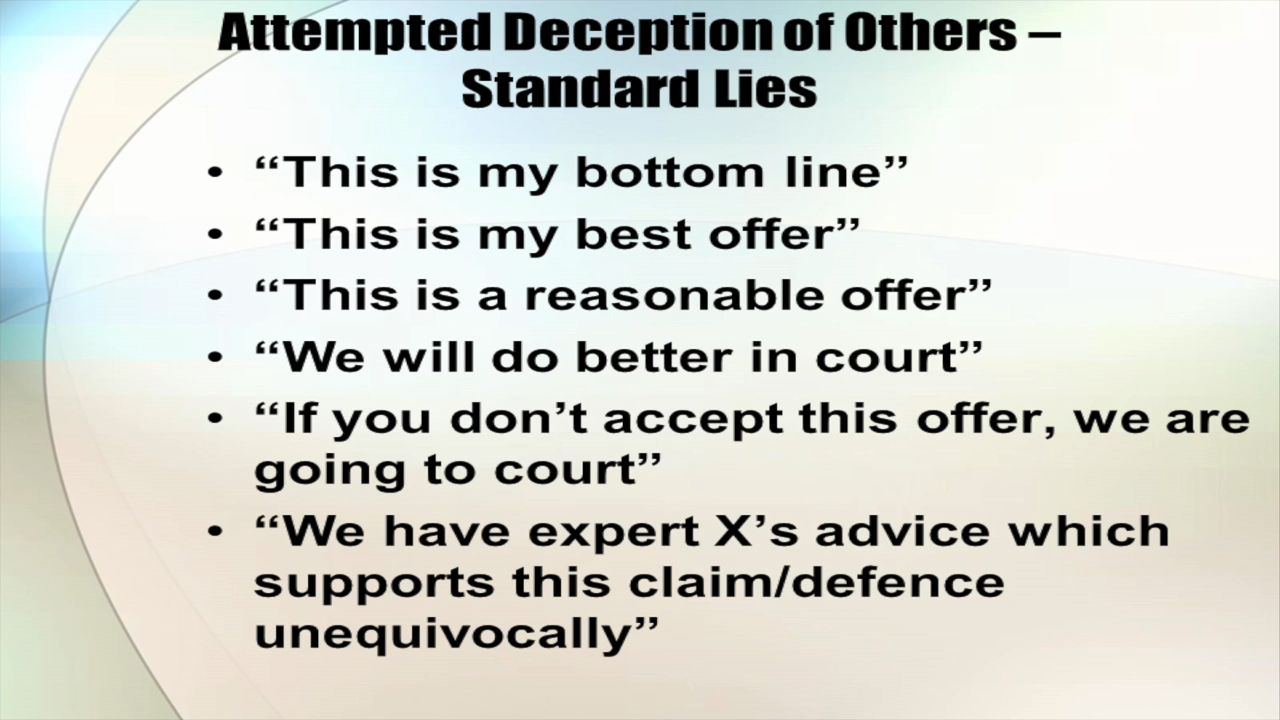 Attempted Deception of Others –
Standard Lies
• “This is my bottom line”
• “This is my best offer”
• “This is a reasonable offer”
• “We will do better in court”
• “If you don’t accept this offer, we are
going to court”
• “We have expert X’s advice which
supports this claim/defence
unequivocally”